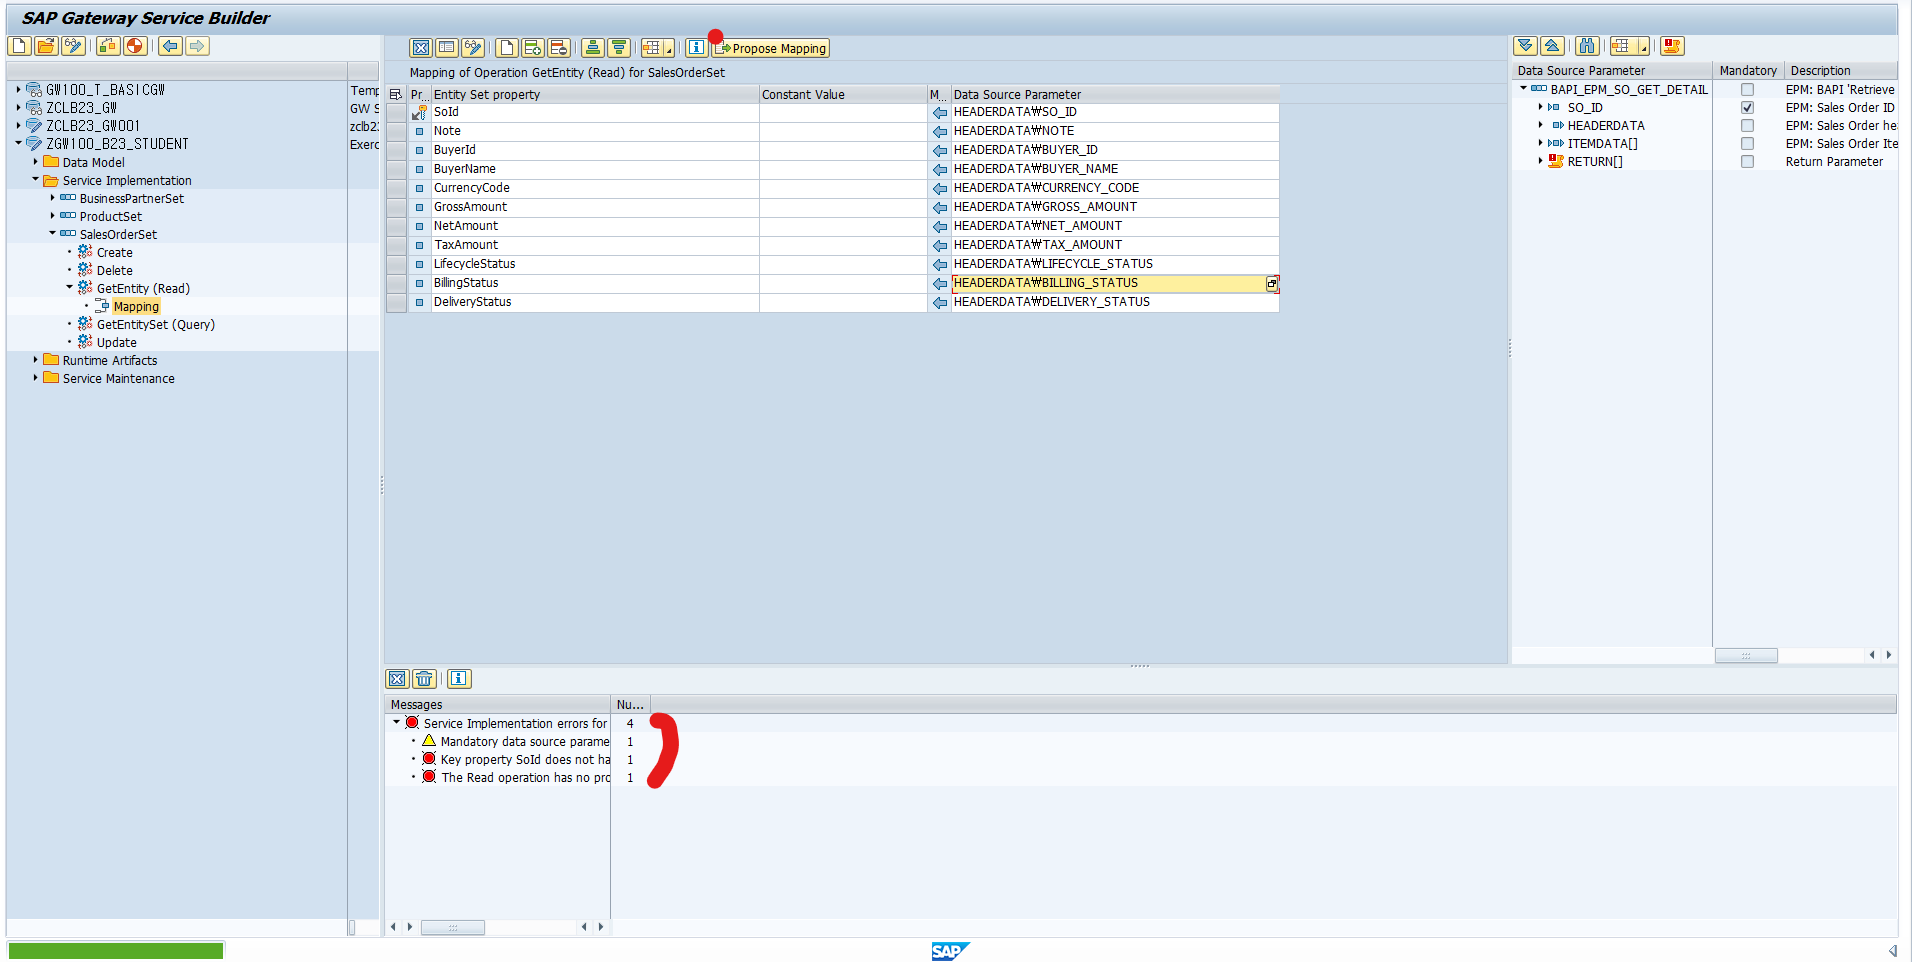 SAP Gateway Service Builder
GW100_T_BASICGW Temp
ZCLB23_GW GW S
ZCLB23_GW001 zclb23
ZGW100_B23_STUDENT Exerc
Data Model
Service Implementation
BusinessPartnerSet
ProductSet
SalesOrderSet
Create
Delete
GetEntity (Read)
Mapping
GetEntitySet (Query)
Update
Runtime Artifacts
Service Maintenance
Propose Mapping
Mapping of Operation GetEntity (Read) for SalesOrderSet
Pr... Entity Set property Constant Value M... Data Source Parameter
SoId HEADERDATA₩SO_ID
Note HEADERDATA₩NOTE
BuyerId HEADERDATA₩BUYER_ID
BuyerName HEADERDATA₩BUYER_NAME
CurrencyCode HEADERDATA₩CURRENCY_CODE
GrossAmount HEADERDATA₩GROSS_AMOUNT
NetAmount HEADERDATA₩NET_AMOUNT
TaxAmount HEADERDATA₩TAX_AMOUNT
LifecycleStatus HEADERDATA₩LIFECYCLE_STATUS
BillingStatus HEADERDATA₩BILLING_STATUS
DeliveryStatus HEADERDATA₩DELIVERY_STATUS
Data Source Parameter Mandatory Description
BAPI_EPM_SO_GET_DETAIL EPM: BAPI 'Retrieve
SO_ID EPM: Sales Order ID
HEADERDATA EPM: Sales Order he
ITEMDATA[] EPM: Sales Order Ite
RETURN[] Return Parameter
Messages Nu...
Service Implementation errors for 4
Mandatory data source parame 1
Key property SoId does not ha 1
The Read operation has no pro 1
SAP